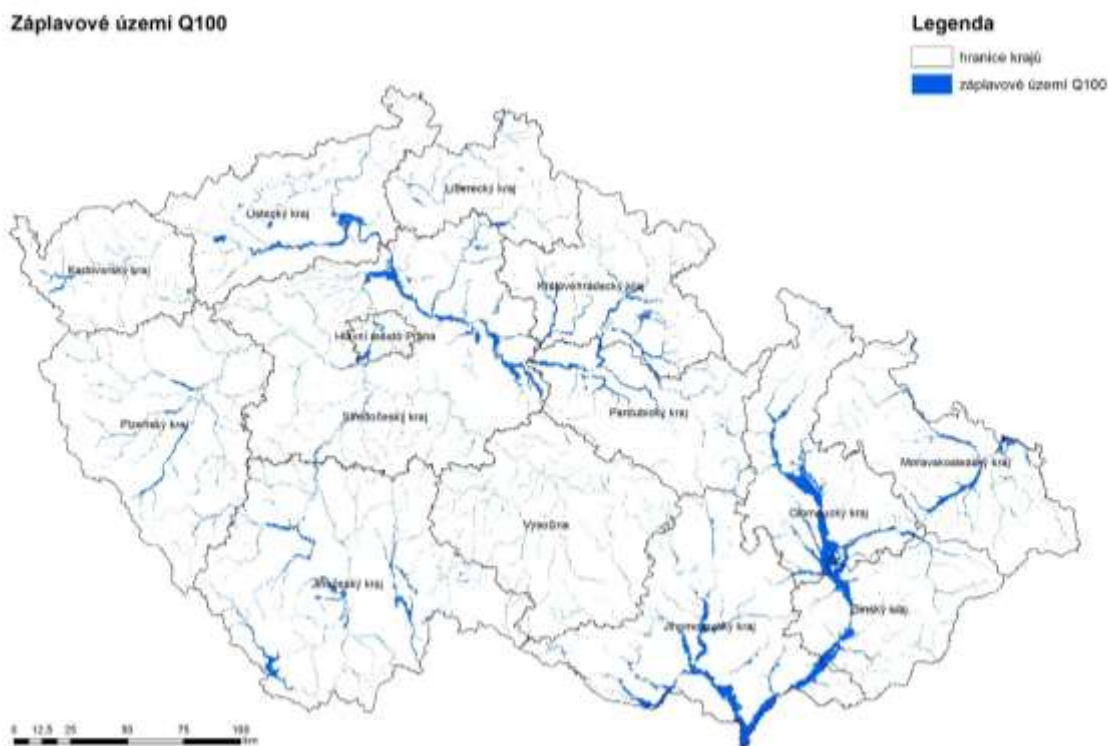 Záplavové území Q100
Legenda
hranice krajů
záplavové území Q100
Liberecký kraj
Ústecký kraj
Karlovarský kraj
Královéhradecký kraj
Hlavní město Praha
Středočeský kraj
Pardubický kraj
Plzeňský kraj
Moravskoslezský kraj
Olomoucký kraj
Vysočina
Jihočeský kraj
Zlínský kraj
Jihomoravský kraj
0 12,5 25 50 75 100
km